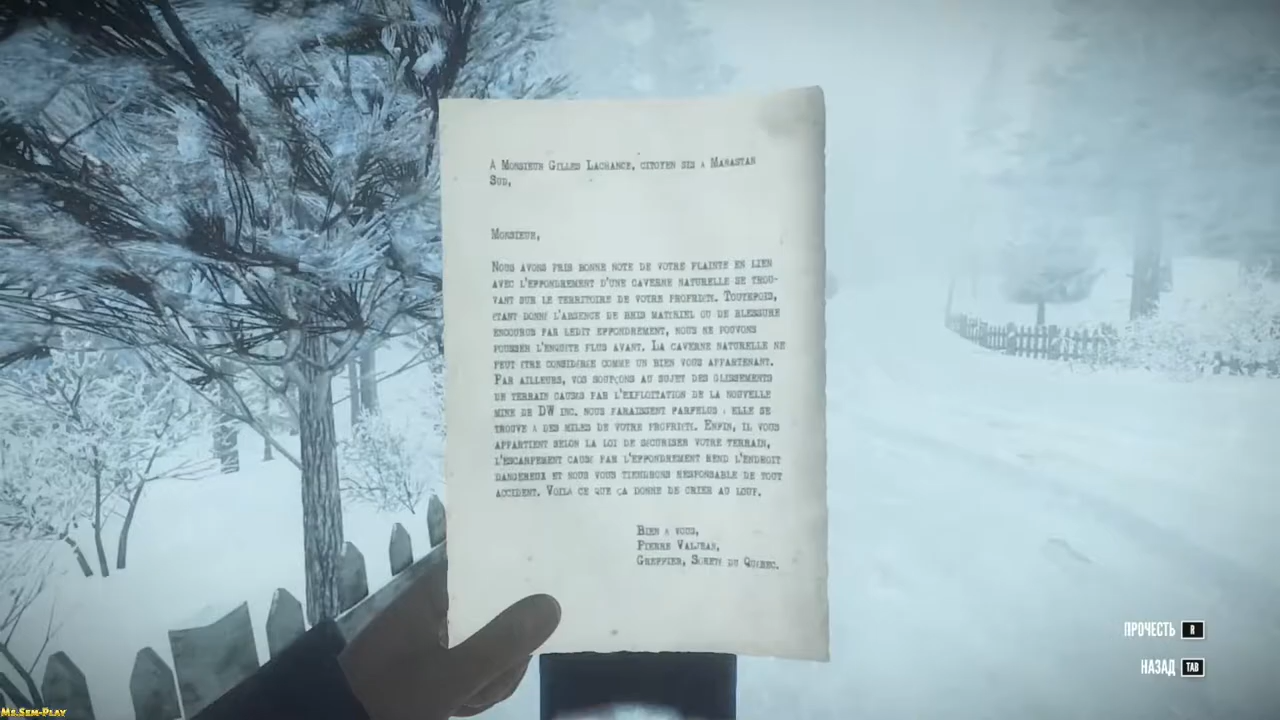 À MONSIEUR GILLES LACHANCE, CITOYEN SIS À MARASTAR
SUD,
MONSIEUR,
NOUS AVONS PRIS BONNE NOTE DE VOTRE PLAINTE EN LIEN
AVEC L'EFFONDREMENT D'UNE CAVERNE NATURELLE SE TROU-
VANT SUR LE TERRITOIRE DE VOTRE PROPRIÉTÉ. TOUTEFOIS,
ÉTANT DONNÉ L'ABSENCE DE BRIS MATÉRIEL OU DE BLESSURE
ENCOURUS PAR LEDIT EFFONDREMENT, NOUS NE POUVONS
POUSSER L'ENQUÊTE PLUS AVANT. LA CAVERNE NATURELLE NE
PEUT ÊTRE CONSIDÉRÉE COMME UN BIEN VOUS APPARTENANT.
PAR AILLEURS, VOS SOUPÇONS AU SUJET DES GLISSEMENTS
DE TERRAIN CAUSÉS PAR L'EXPLOITATION DE LA NOUVELLE
MINE DE DW INC. NOUS PARAISSENT FARFELUS : ELLE SE
TROUVE À DES MILES DE VOTRE PROPRIÉTÉ. ENFIN, IL VOUS
APPARTIENT SELON LA LOI DE SÉCURISER VOTRE TERRAIN,
L'ESCARPEMENT CAUSÉ PAR L'EFFONDREMENT REND L'ENDROIT
DANGEREUX ET NOUS VOUS TIENDRONS RESPONSABLE DE TOUT
ACCIDENT. VOILÀ CE QUE ÇA DONNE DE CRIER AU LOUP.
BIEN À VOUS,
PIERRE VALJEAN,
GREFFIER, SÛRETÉ DU QUÉBEC.
ПРОЧЕСТЬ R
НАЗАД TAB
Ms.Sem-Play